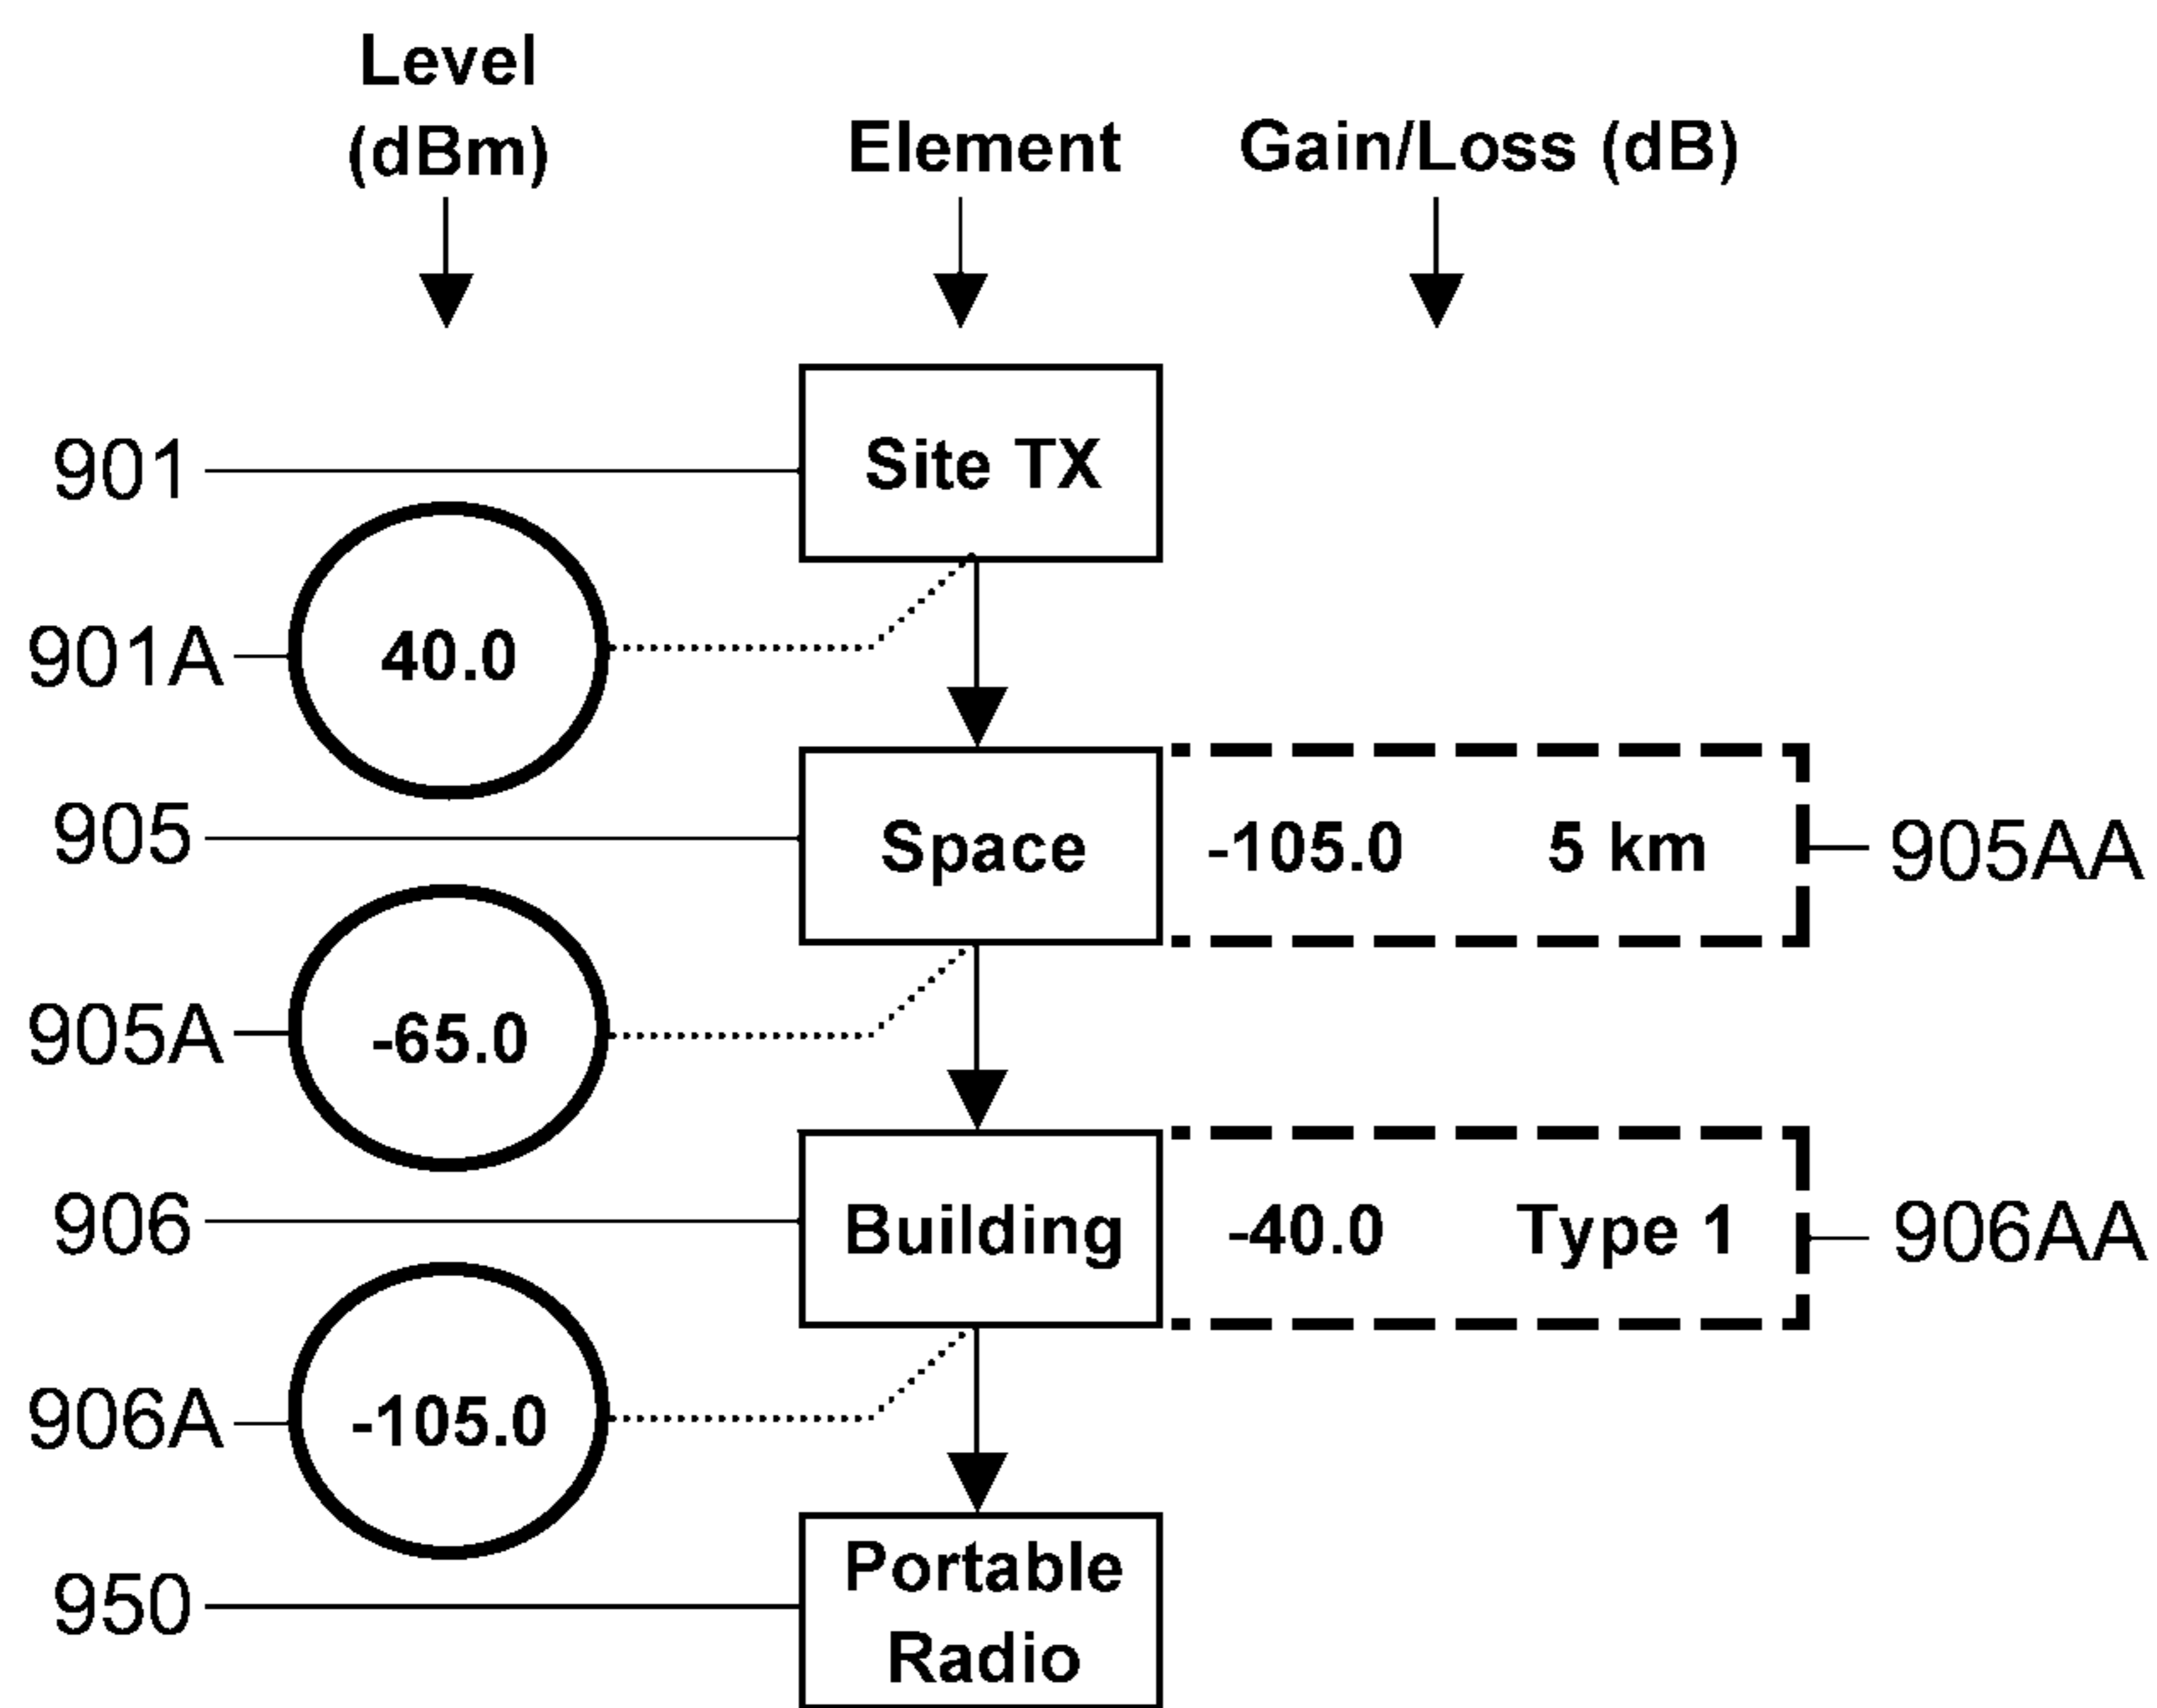 Level
(dBm)
Element
Gain/Loss (dB)
901
Site TX
901A
40.0
905
Space
-105.0
5 km
905AA
905A
-65.0
906
Building
-40.0
Type 1
906AA
906A
-105.0
950
Portable
Radio